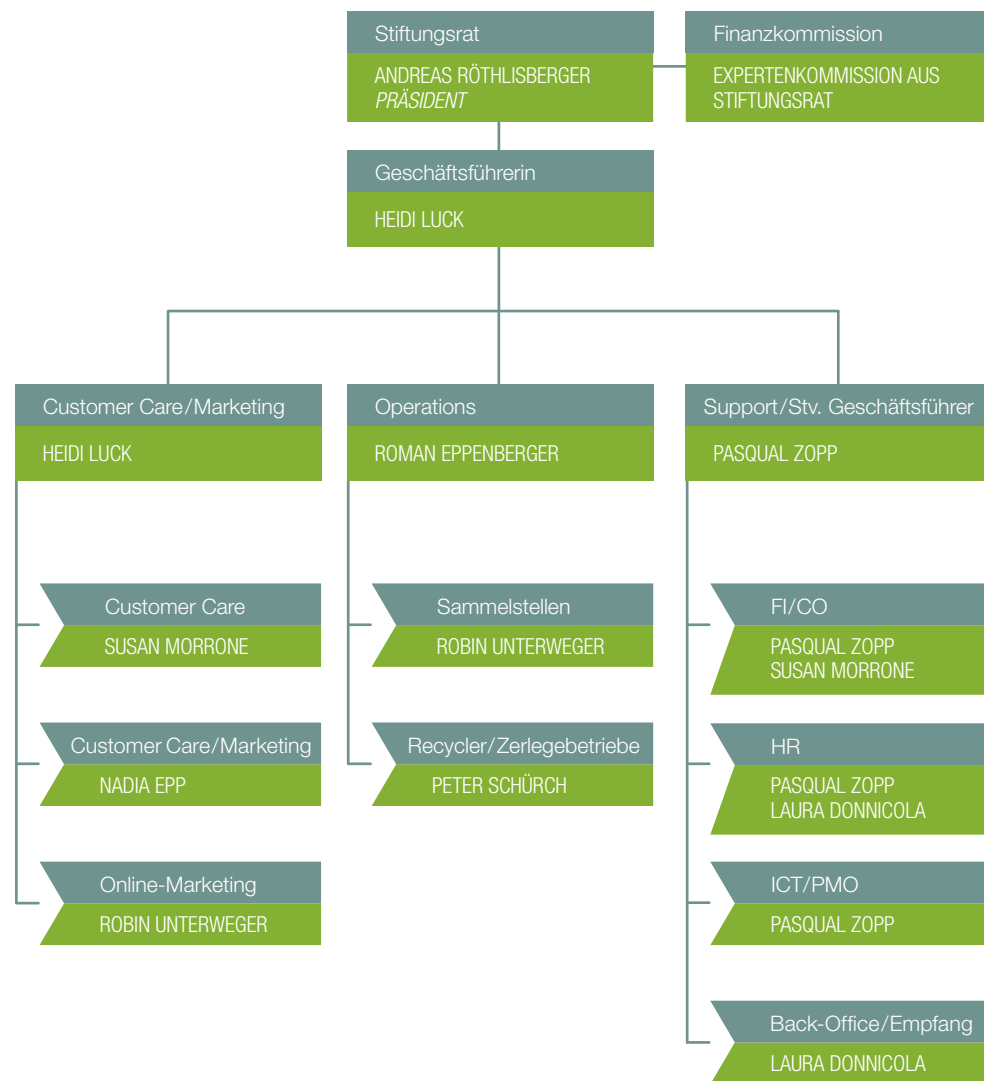 Stiftungsrat
ANDREAS RÖTHLISBERGER
PRÄSIDENT
Finanzkommission
EXPERTENKOMMISSION AUS
STIFTUNGSRAT
Geschäftsführerin
HEIDI LUCK
Customer Care/Marketing
HEIDI LUCK
Customer Care
SUSAN MORRONE
Customer Care/Marketing
NADIA EPP
Online-Marketing
ROBIN UNTERWEGER
Operations
ROMAN EPPENBERGER
Sammelstellen
ROBIN UNTERWEGER
Recycler/Zerlegebetriebe
PETER SCHÜRCH
Support/Stv. Geschäftsführer
PASQUAL ZOPP
FI/CO
PASQUAL ZOPP
SUSAN MORRONE
HR
PASQUAL ZOPP
LAURA DONNICOLA
ICT/PMO
PASQUAL ZOPP
Back-Office/Empfang
LAURA DONNICOLA